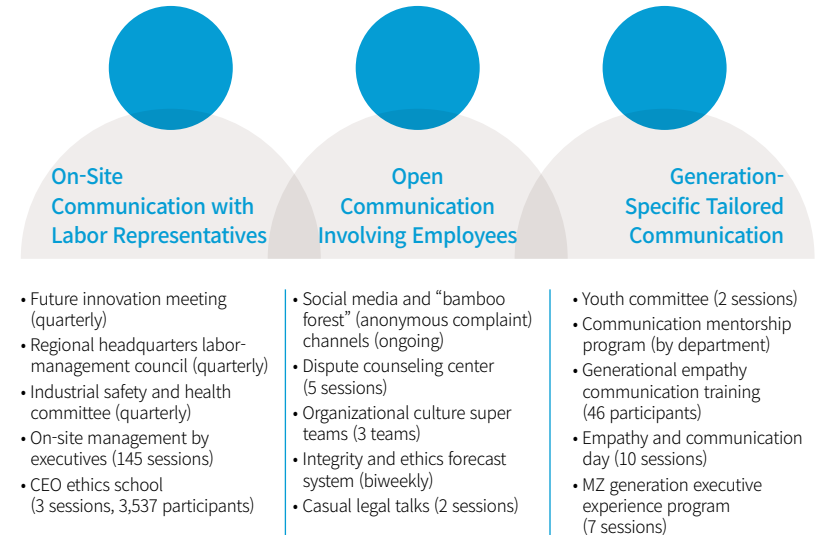 On-Site
Communication with
Labor Representatives
Open
Communication
Involving Employees
Generation-
Specific Tailored
Communication
• Future innovation meeting
(quarterly)
• Regional headquarters labor-
management council (quarterly)
• Industrial safety and health
committee (quarterly)
• On-site management by
executives (145 sessions)
• CEO ethics school
(3 sessions, 3,537 participants)
• Social media and “bamboo
forest” (anonymous complaint)
channels (ongoing)
• Dispute counseling center
(5 sessions)
• Organizational culture super
teams (3 teams)
• Integrity and ethics forecast
system (biweekly)
• Casual legal talks (2 sessions)
• Youth committee (2 sessions)
• Communication mentorship
program (by department)
• Generational empathy
communication training
(46 participants)
• Empathy and communication
day (10 sessions)
• MZ generation executive
experience program
(7 sessions)